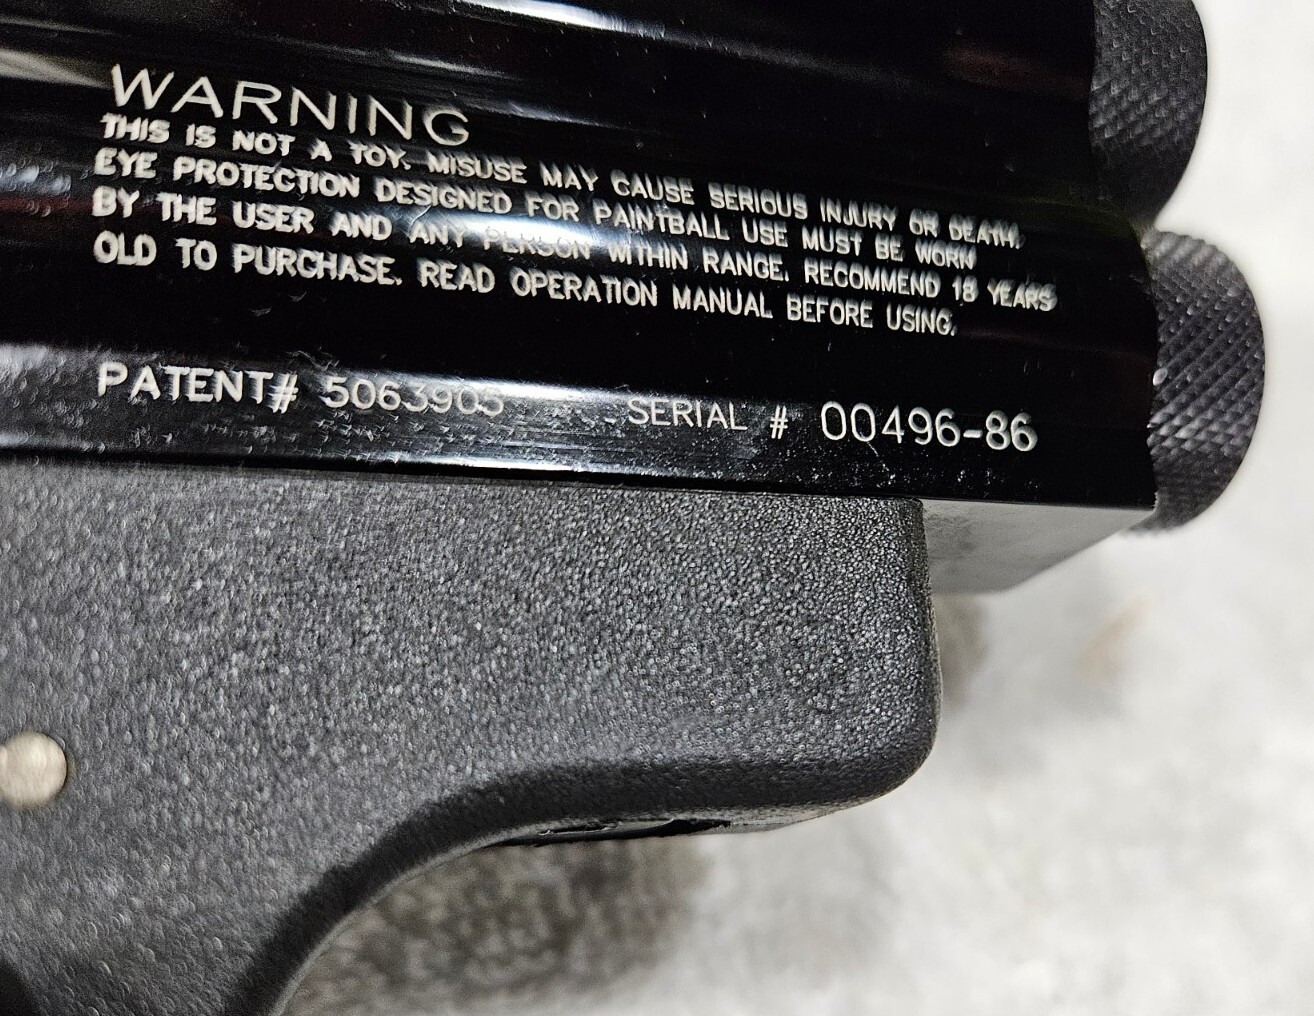 WARNING
THIS IS NOT A TOY. MISUSE MAY CAUSE SERIOUS INJURY OR DEATH.
EYE PROTECTION DESIGNED FOR PAINTBALL USE MUST BE WORN
BY THE USER AND ANY PERSON WITHIN RANGE. RECOMMEND 18 YEARS
OLD TO PURCHASE. READ OPERATION MANUAL BEFORE USING.
PATENT# 5063905 SERIAL # 00496-86